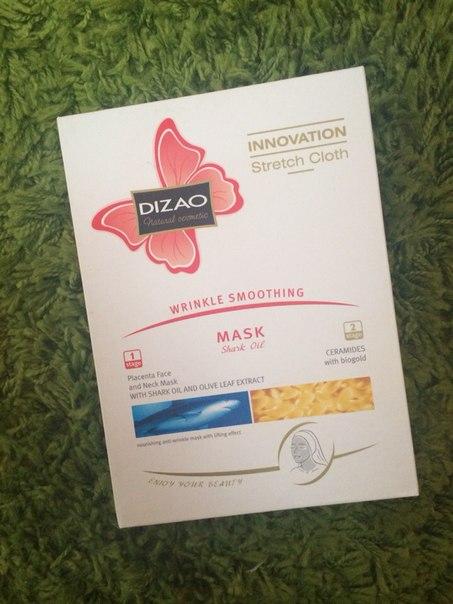 INNOVATION
Stretch Cloth
DIZAO
Natural cosmetic
WRINKLE SMOOTHING
MASK
Shark Oil
1
stage
Placenta Face
and Neck Mask
WITH SHARK OIL AND OLIVE LEAF EXTRACT
2
stage
CERAMIDES
with biogold
nourishing anti-wrinkle mask with lifting effect
ENJOY YOUR BEAUTY